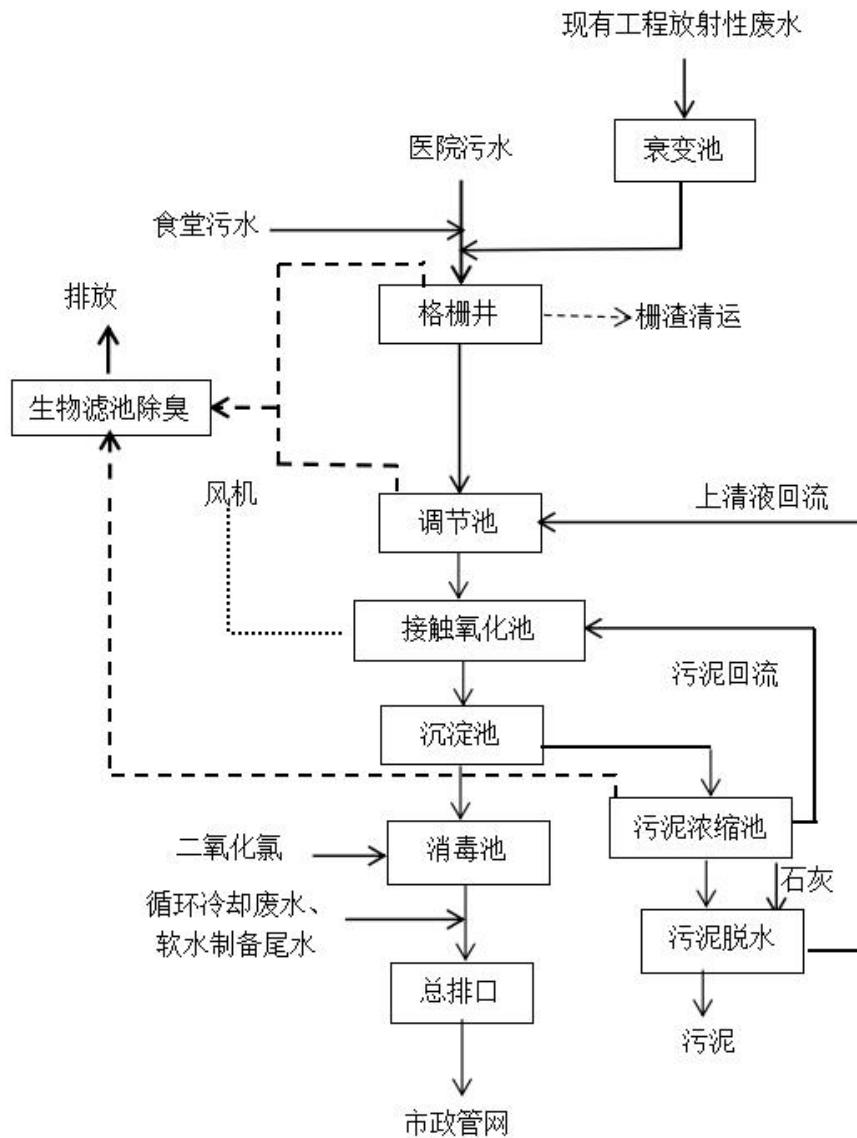 现有工程放射性废水
衰变池
医院污水
食堂污水
格栅井
栅渣清运
排放
生物滤池除臭
风机
上清液回流
调节池
接触氧化池
污泥回流
沉淀池
污泥浓缩池
二氧化氯
消毒池
石灰
循环冷却废水、
软水制备尾水
污泥脱水
总排口
污泥
市政管网